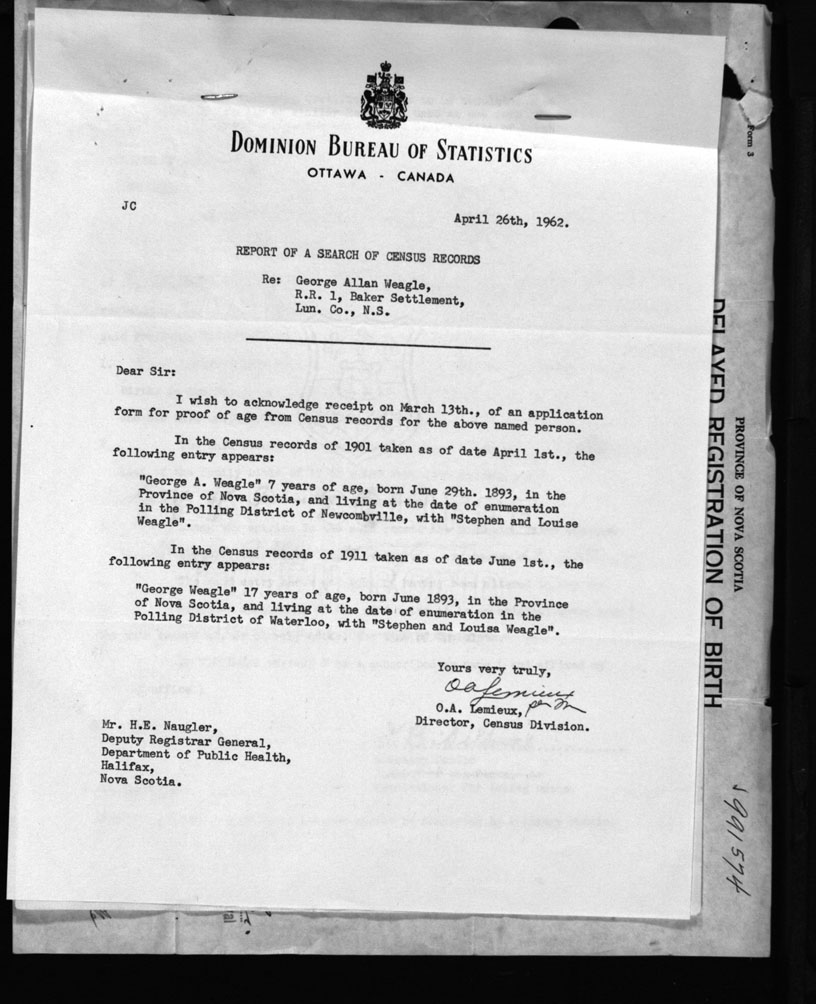 DOMINION BUREAU OF STATISTICS
OTTAWA - CANADA
JC
April 26th, 1962.
REPORT OF A SEARCH OF CENSUS RECORDS
Re: George Allan Weagle,
R.R. 1, Baker Settlement,
Lun. Co., N.S.
Dear Sir:
I wish to acknowledge receipt on March 13th., of an application
form for proof of age from Census records for the above named person.
In the Census records of 1901 taken as of date April 1st., the
following entry appears:
"George A. Weagle" 7 years of age, born June 29th. 1893, in the
Province of Nova Scotia, and living at the date of enumeration
in the Polling District of Newcombville, with "Stephen and Louise
Weagle".
In the Census records of 1911 taken as of date June 1st., the
following entry appears:
"George Weagle" 17 years of age, born June 1893, in the Province
of Nova Scotia, and living at the date of enumeration in the
Polling District of Waterloo, with "Stephen and Louisa Weagle".
Yours very truly,
OALemieux
O.A. Lemieux, per
Director, Census Division.
Mr. H.E. Naugler,
Deputy Registrar General,
Department of Public Health,
Halifax,
Nova Scotia.
Form 3
PROVINCE OF NOVA SCOTIA
DELAYED REGISTRATION OF BIRTH
1991574